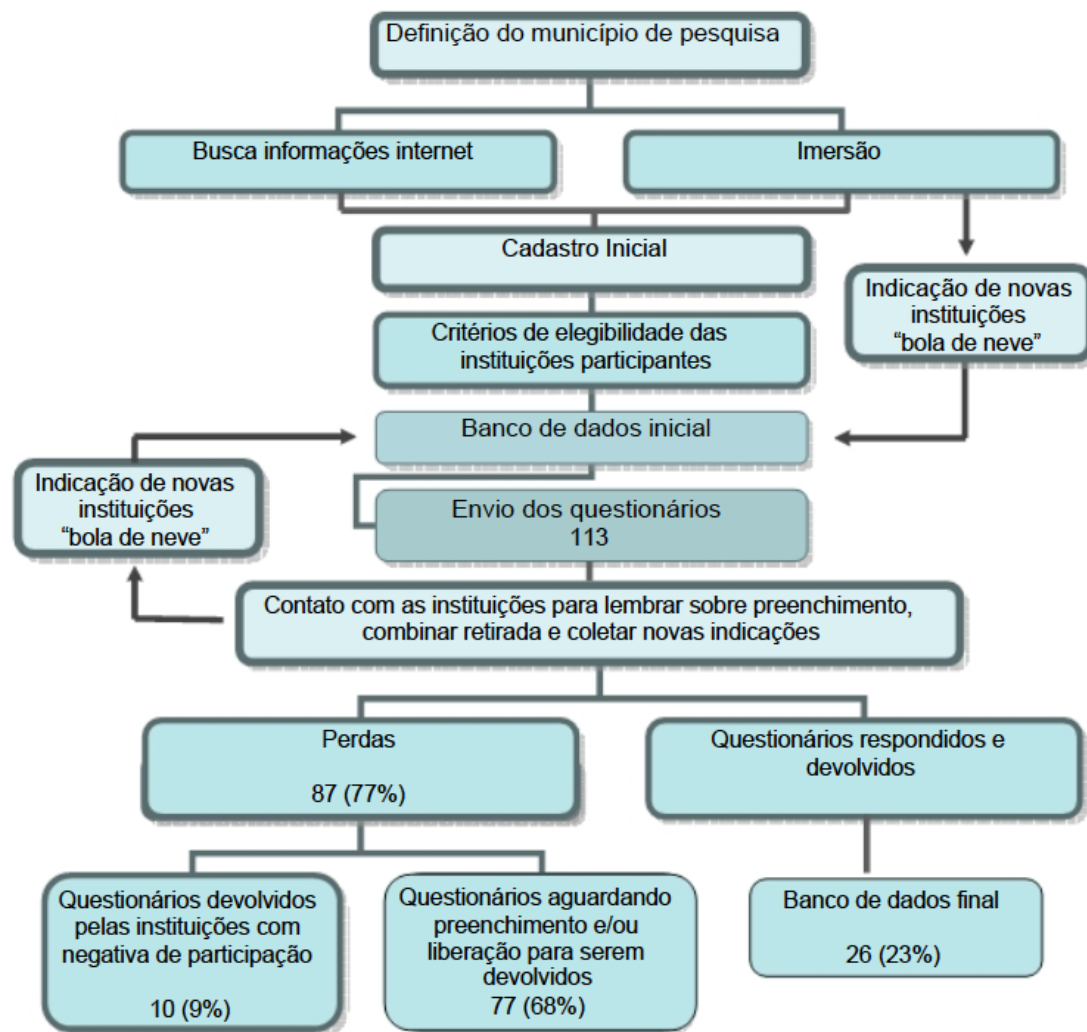 Definição do município de pesquisa
Busca informações internet
Imersão
Cadastro Inicial
Indicação de novas
instituições
“bola de neve”
Critérios de elegibilidade das
instituições participantes
Banco de dados inicial
Indicação de novas
instituições
“bola de neve”
Envio dos questionários
113
Contato com as instituições para lembrar sobre preenchimento,
combinar retirada e coletar novas indicações
Perdas
87 (77%)
Questionários respondidos e
devolvidos
Questionários devolvidos
pelas instituições com
negativa de participação
10 (9%)
Questionários aguardando
preenchimento e/ou
liberação para serem
devolvidos
77 (68%)
Banco de dados final
26 (23%)